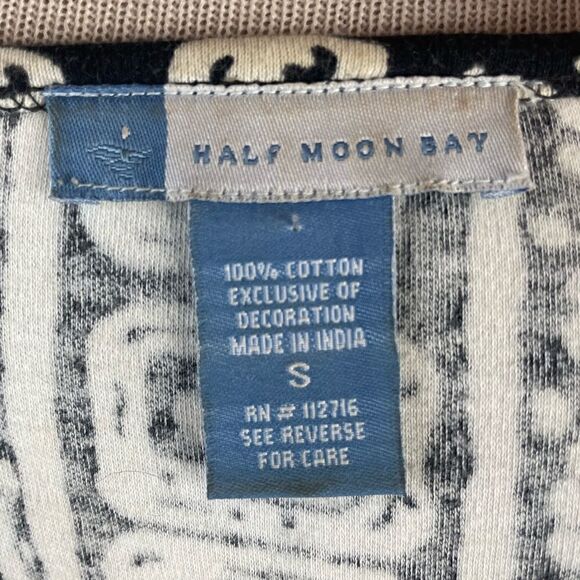 HALF MOON BAY
100% COTTON
EXCLUSIVE OF
DECORATION
MADE IN INDIA
S
RN # 112716
SEE REVERSE
FOR CARE